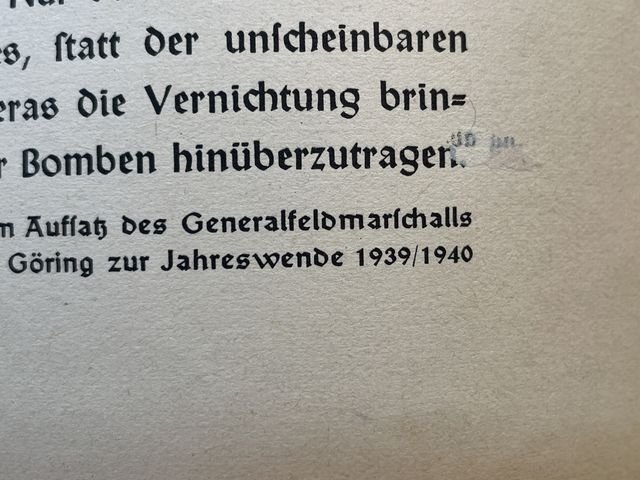 es, ſtatt der unſcheinbaren
eras die Vernichtung brin=
r Bomben hinüberzutragen.
m Aufſatz des Generalfeldmarſchalls
Göring zur Jahreswende 1939/1940